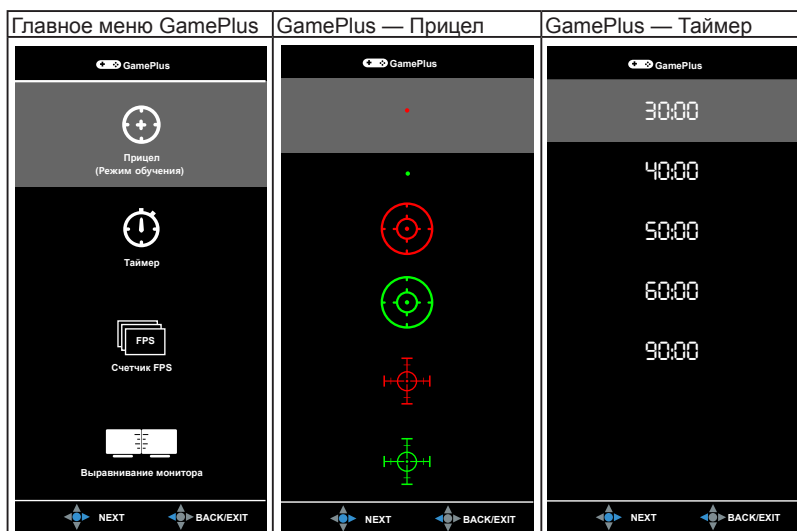 Главное меню GamePlus
GamePlus
Прицел
(Режим обучения)
Таймер
FPS
Счетчик FPS
Выравнивание монитора
NEXT BACK/EXIT
GamePlus — Прицел
GamePlus
NEXT BACK/EXIT
GamePlus — Таймер
GamePlus
30:00
40:00
50:00
60:00
90:00
NEXT BACK/EXIT